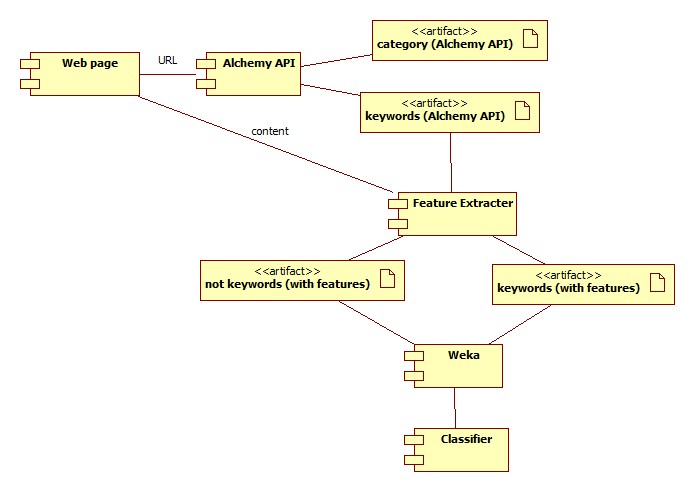 <<artifact>>
category (Alchemy API)
Web page
URL
Alchemy API
<<artifact>>
keywords (Alchemy API)
content
Feature Extracter
<<artifact>>
not keywords (with features)
<<artifact>>
keywords (with features)
Weka
Classifier